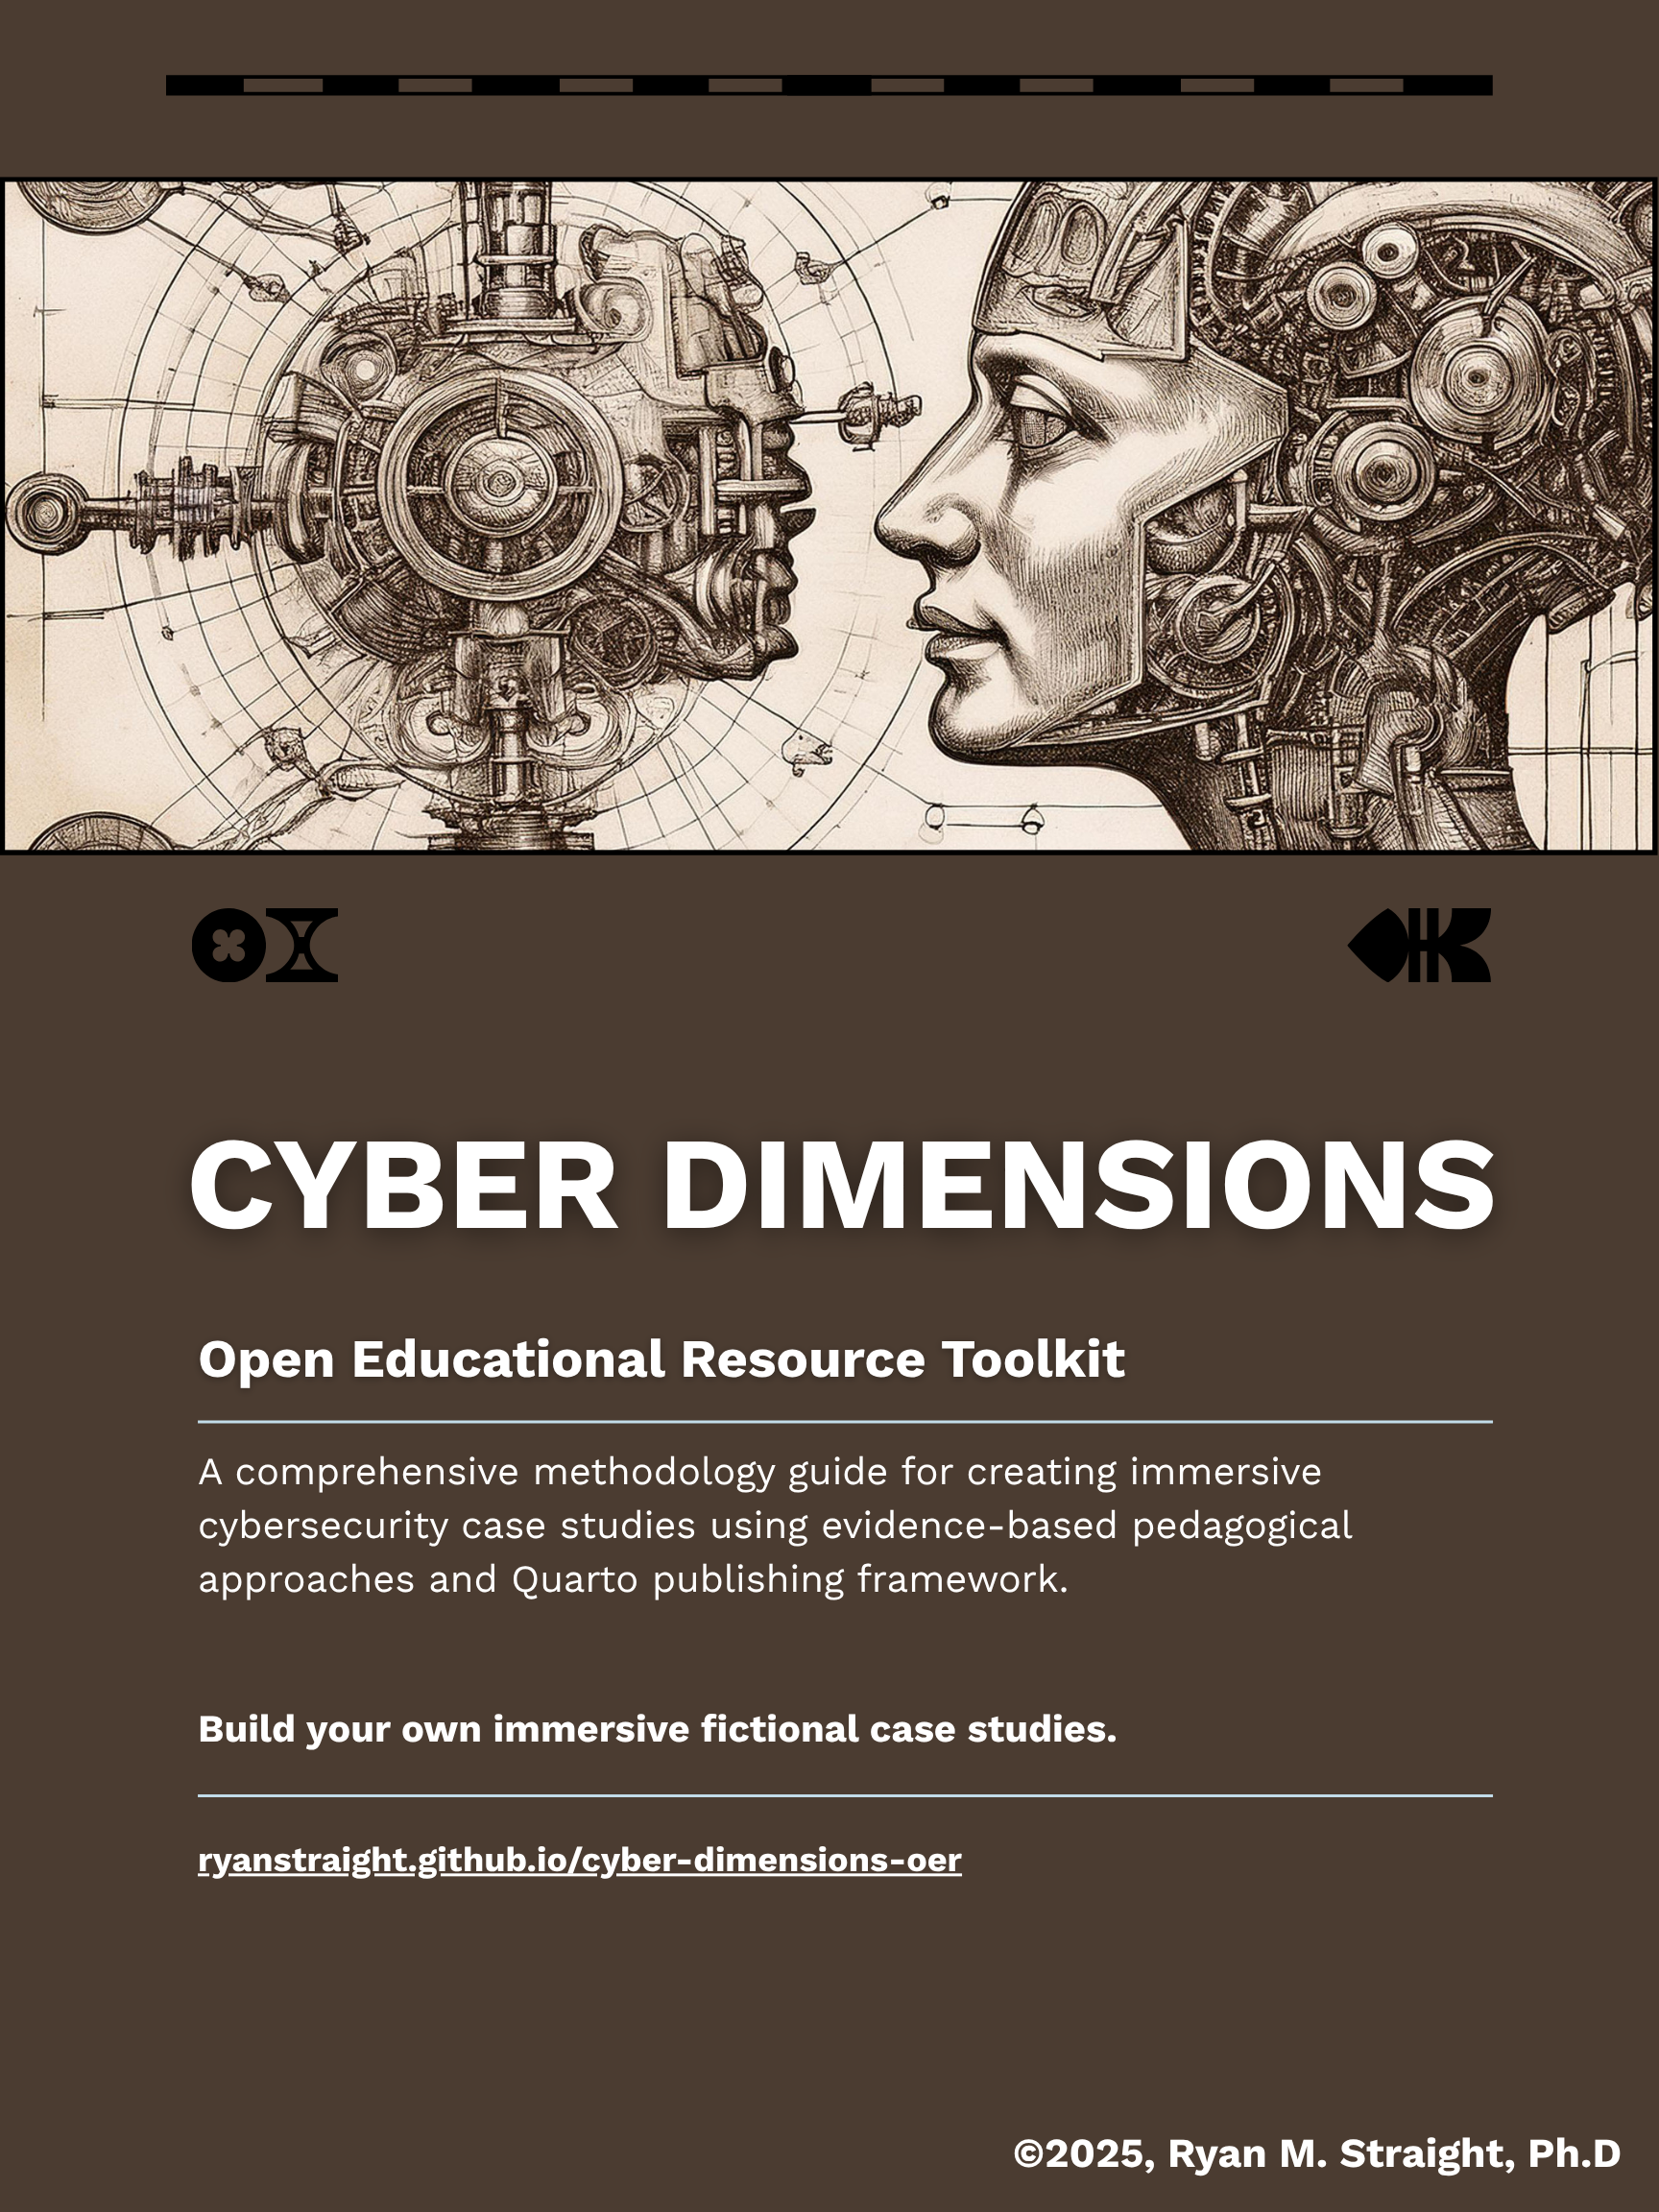 CYBER DIMENSIONS
Open Educational Resource Toolkit
A comprehensive methodology guide for creating immersive
cybersecurity case studies using evidence-based pedagogical
approaches and Quarto publishing framework.
Build your own immersive fictional case studies.
ryanstraight.github.io/cyber-dimensions-oer
©2025, Ryan M. Straight, Ph.D